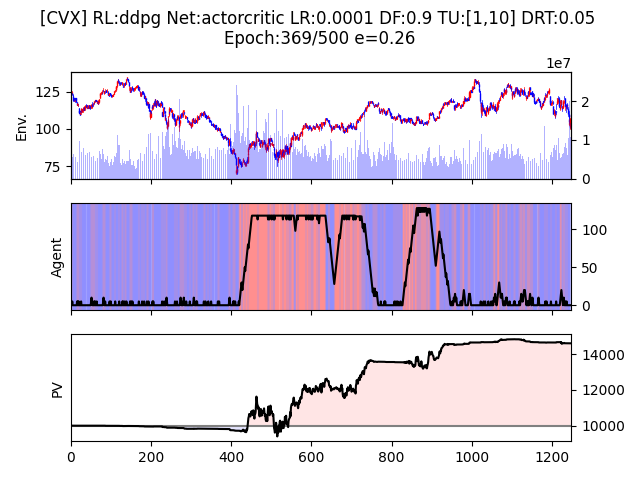 [CVX] RL:ddpg Net:actorcritic LR:0.0001 DF:0.9 TU:[1,10] DRT:0.05
Epoch:369/500 e=0.26
1e7
Env.
125
100
75
2
1
0
Agent
100
50
0
PV
14000
12000
10000
0 200 400 600 800 1000 1200